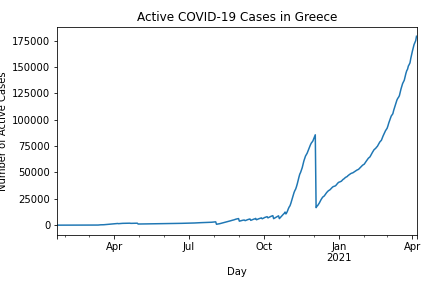 Active COVID-19 Cases in Greece
Number of Active Cases
175000
150000
125000
100000
75000
50000
25000
0
Apr
Jul
Oct
Jan
2021
Apr
Day